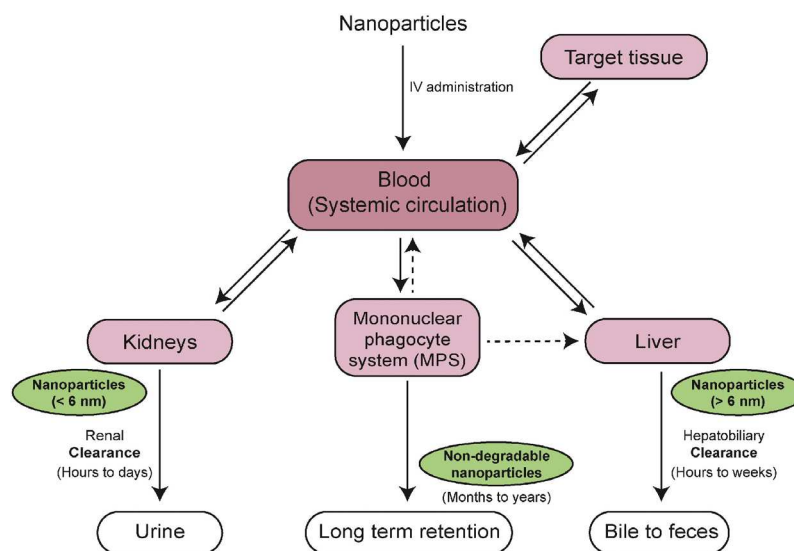 Nanoparticles
Target tissue
IV administration
Blood
(Systemic circulation)
Kidneys
Mononuclear
phagocyte
system (MPS)
Liver
Nanoparticles
(< 6 nm)
Nanoparticles
(> 6 nm)
Renal
Clearance
(Hours to days)
Non-degradable
nanoparticles
(Months to years)
Hepatobiliary
Clearance
(Hours to weeks)
Urine
Long term retention
Bile to feces